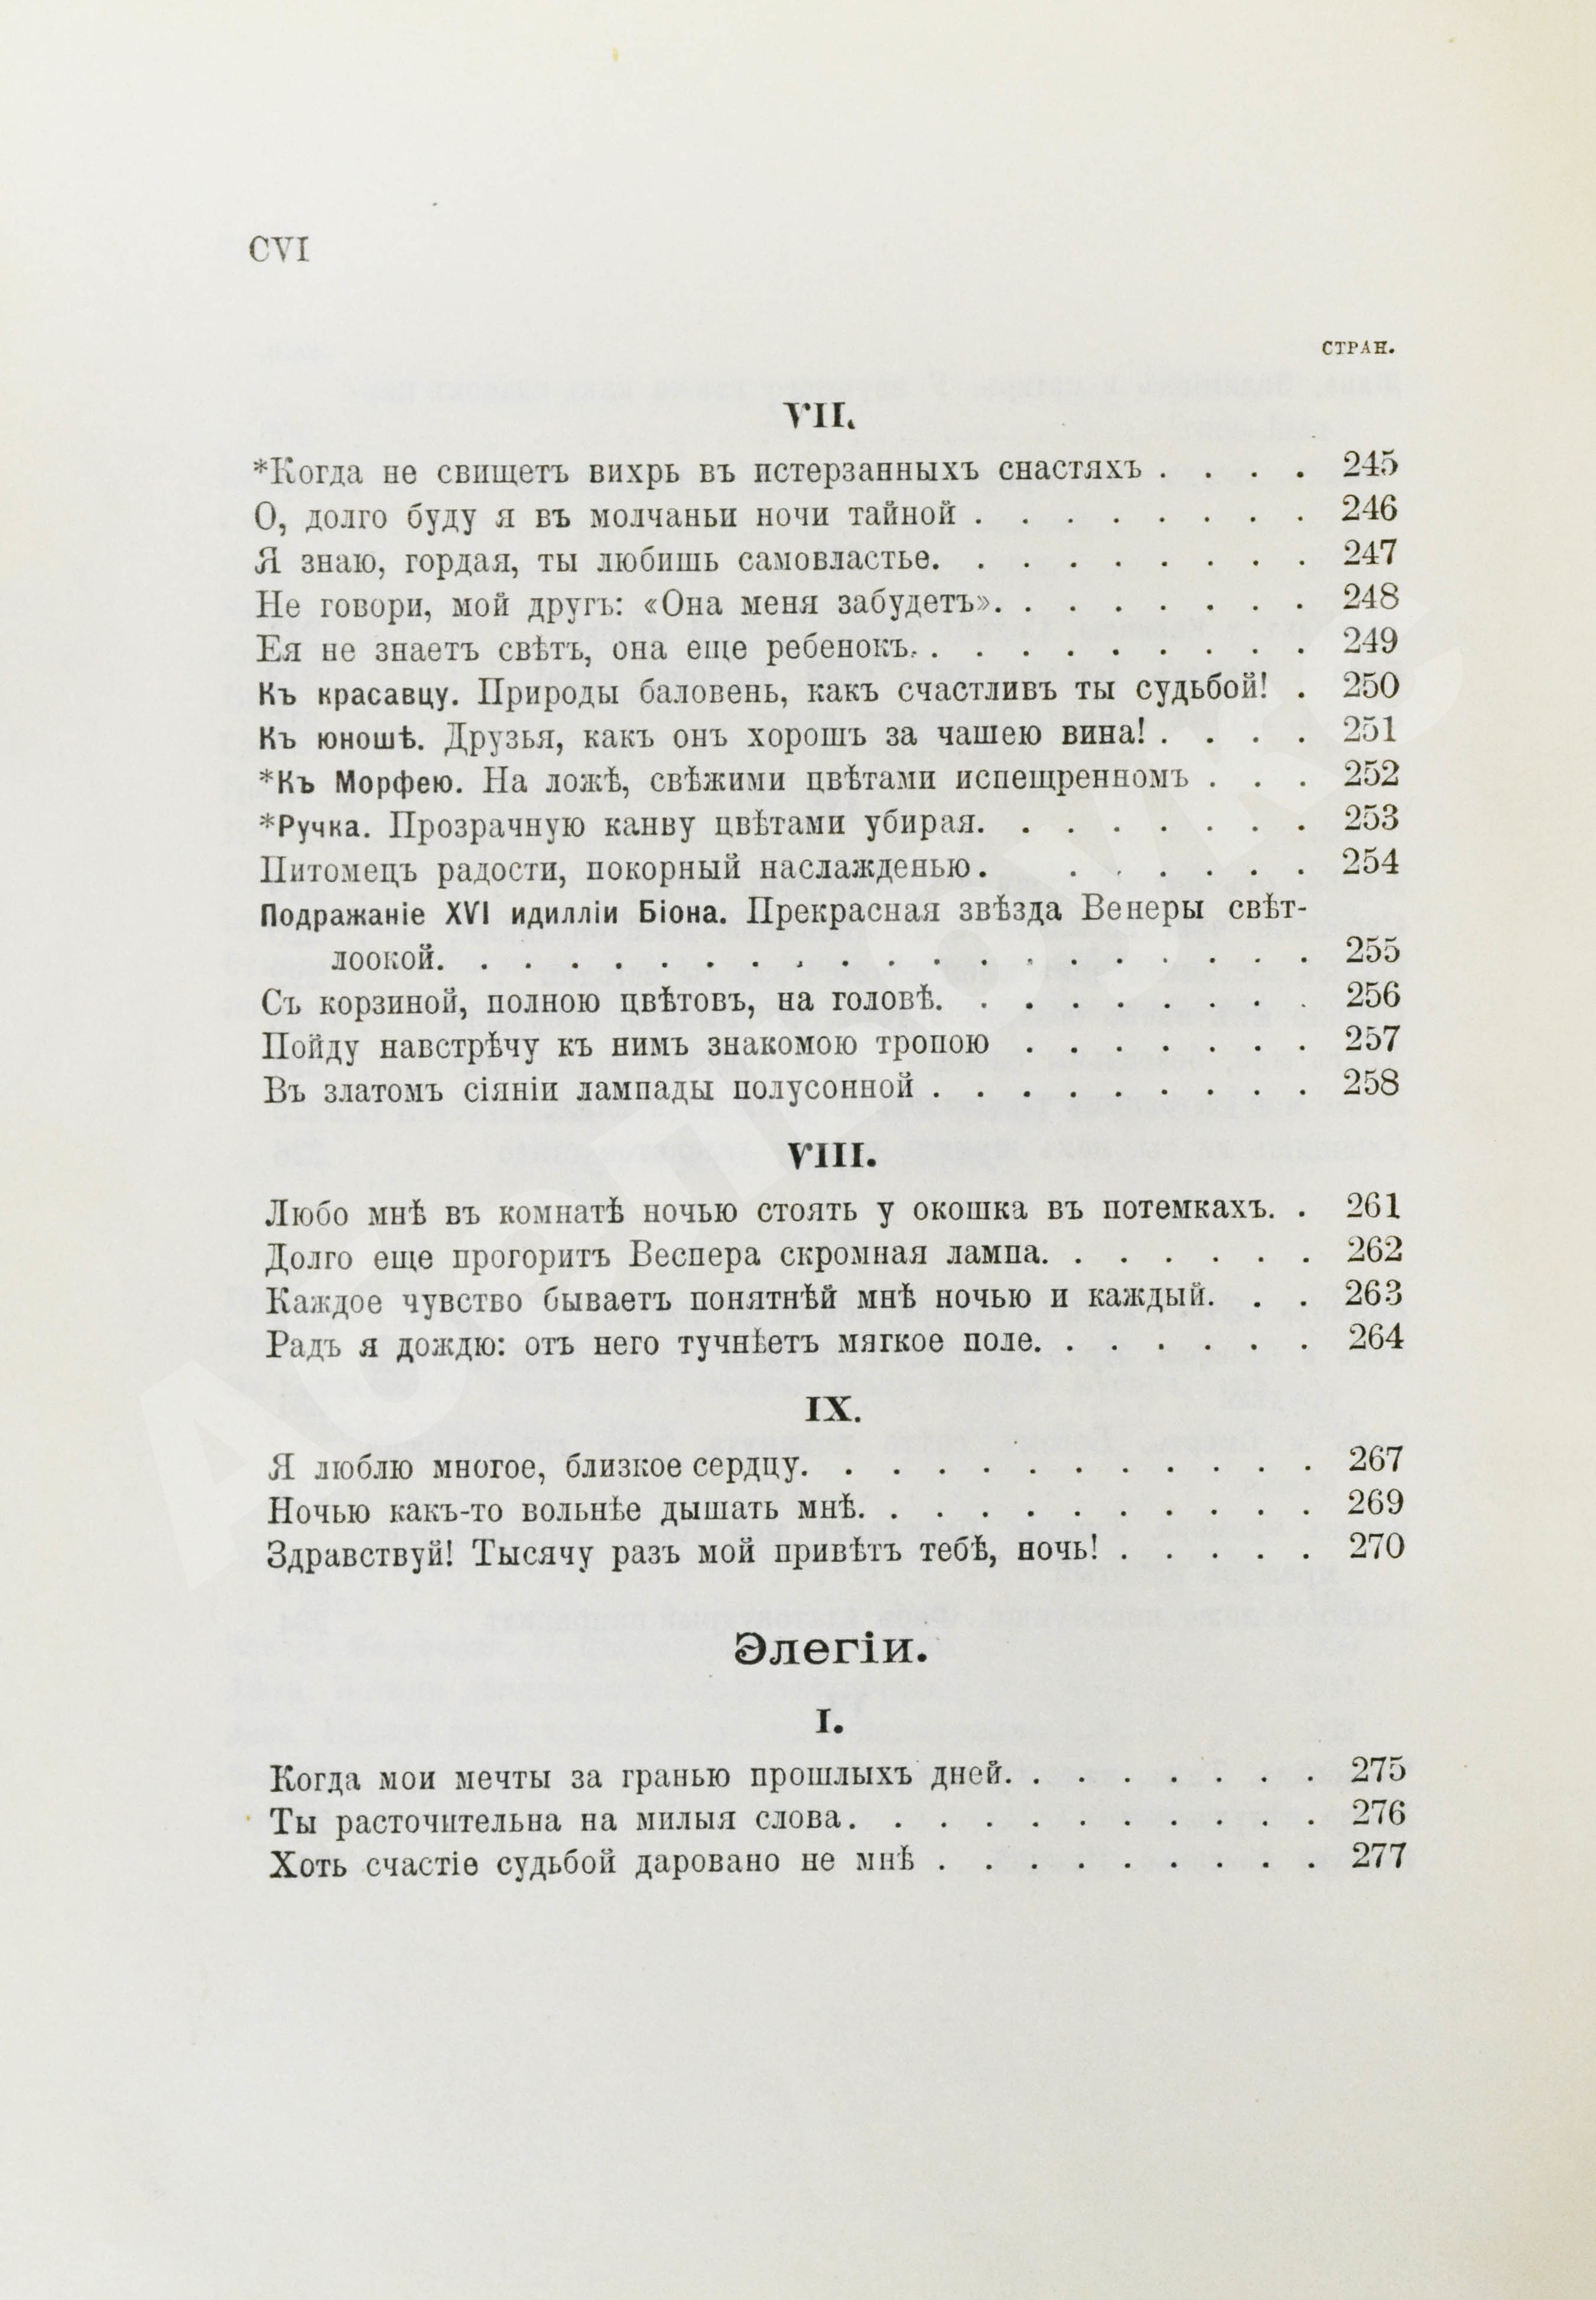 CVI
СТРАН.
VII.
*Когда не свищетъ вихрь въ истерзанныхъ снастяхъ . . . . 245
О, долго буду я въ молчаньи ночи тайной . . . . . . . . 246
Я знаю, гордая, ты любишь самовластье. . . . . . . . . 247
Не говори, мой другъ: «Она меня забудетъ». . . . . . . . 248
Ея не знаетъ свѣтъ, она еще ребенокъ. . . . . . . . . . 249
Къ красавцу. Природы баловень, какъ счастливъ ты судьбой! . 250
Къ юношѣ. Друзья, какъ онъ хорошъ за чашею вина! . . . . 251
*Къ Морфею. На ложѣ, свѣжими цвѣтами испещренномъ . . . 252
*Ручка. Прозрачную канву цвѣтами убирая. . . . . . . . 253
Питомецъ радости, покорный наслажденью. . . . . . . 254
Подражаніе XVI идилліи Біона. Прекрасная звѣзда Венеры свѣт-
лоокой. . . . . . . . . . . . . . . . . . . . 255
Съ корзиной, полною цвѣтовъ, на головѣ. . . . . . . . . 256
Пойду навстрѣчу къ нимъ знакомою тропою . . . . . . . 257
Въ златомъ сіяніи лампады полусонной . . . . . . . . . 258
VIII.
Любо мнѣ въ комнатѣ ночью стоять у окошка въ потемкахъ. . 261
Долго еще прогоритъ Веспера скромная лампа. . . . . . . 262
Каждое чувство бываетъ понятнѣй мнѣ ночью и каждый. . . 263
Радъ я дождю: отъ него тучнѣетъ мягкое поле. . . . . . . 264
IX.
Я люблю многое, близкое сердцу. . . . . . . . . . . . 267
Ночью какъ-то вольнѣе дышать мнѣ. . . . . . . . . . . 269
Здравствуй! Тысячу разъ мой привѣтъ тебѣ, ночь! . . . . . 270
Элегіи.
I.
Когда мои мечты за гранью прошлыхъ дней. . . . . . . . 275
Ты расточительна на милыя слова. . . . . . . . . . . 276
Хоть счастіе судьбой даровано не мнѣ . . . . . . . . . 277